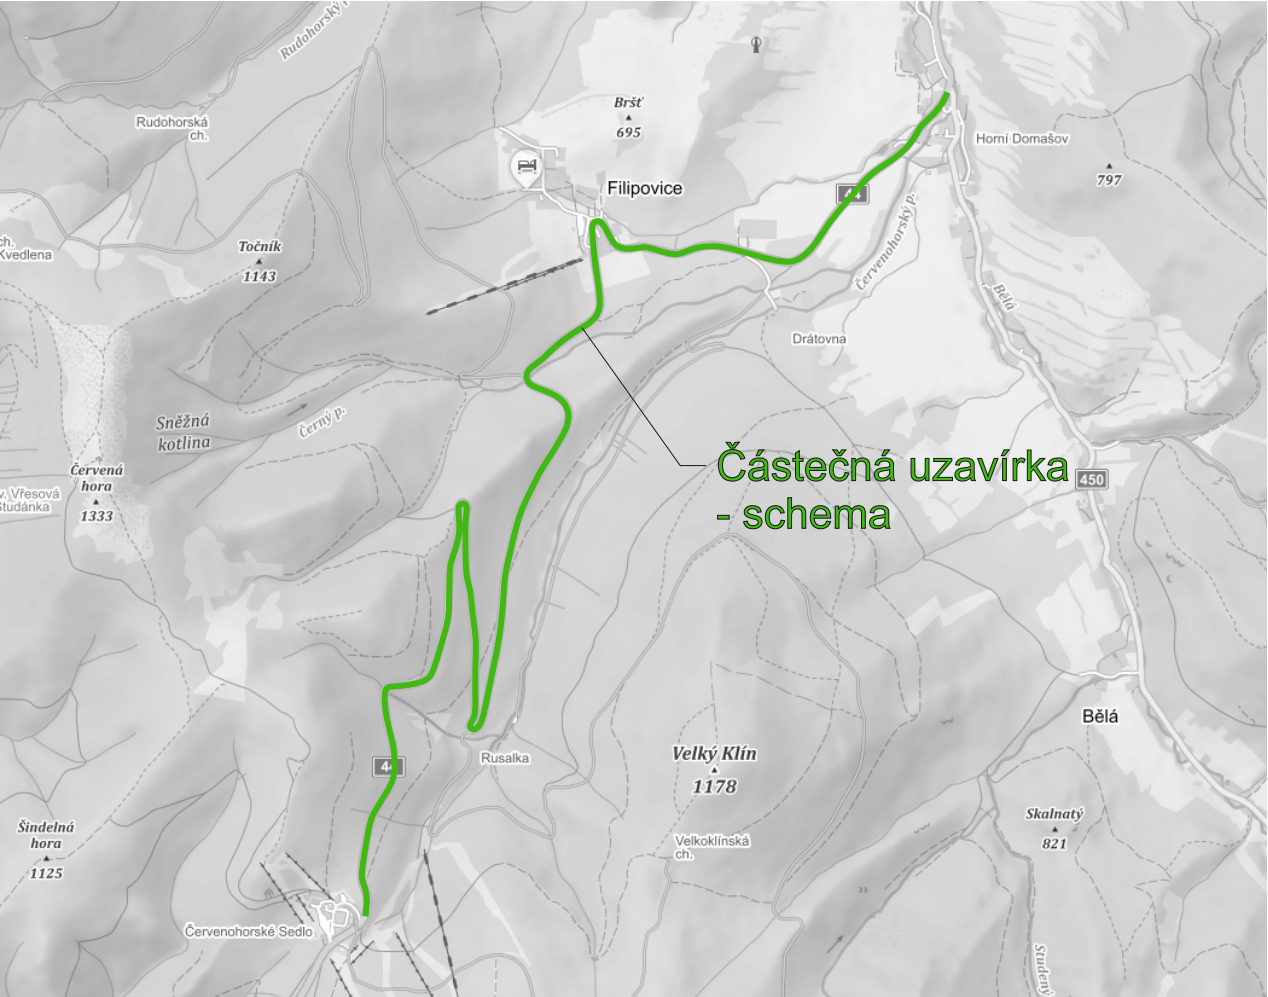 Rudohorský p.
Bršť
695
Rudohorská
ch.
Horní Domašov
797
Filipovice
44
Červenohorský p.
ch.
Kvedlena
Točník
1143
Bělá
Drátovna
Sněžná
kotlina
Černý p.
Částečná uzavírka
- schema
450
Červená
hora
1333
v. Vřesová
Studánka
Bělá
Rusalka
Velký Klín
1178
44
Skalnatý
821
Šindelná
hora
1125
Velkoklínská
ch.
Červenohorské Sedlo
Studený